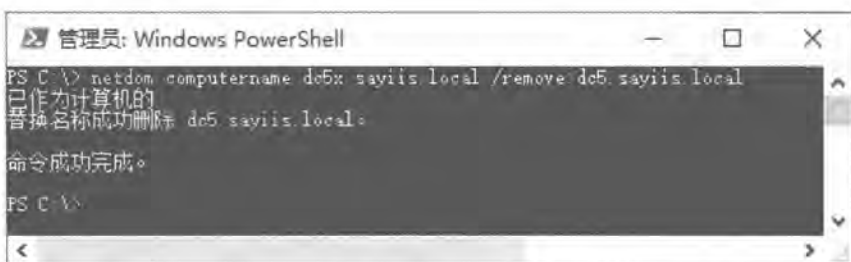 管理员: Windows PowerShell
PS C:\> netdom computername dc5x.sayiis.local /remove:dc5.sayiis.local
已作为计算机的
替换名称成功删除 dc5.sayiis.local。
命令成功完成。
PS C:\>